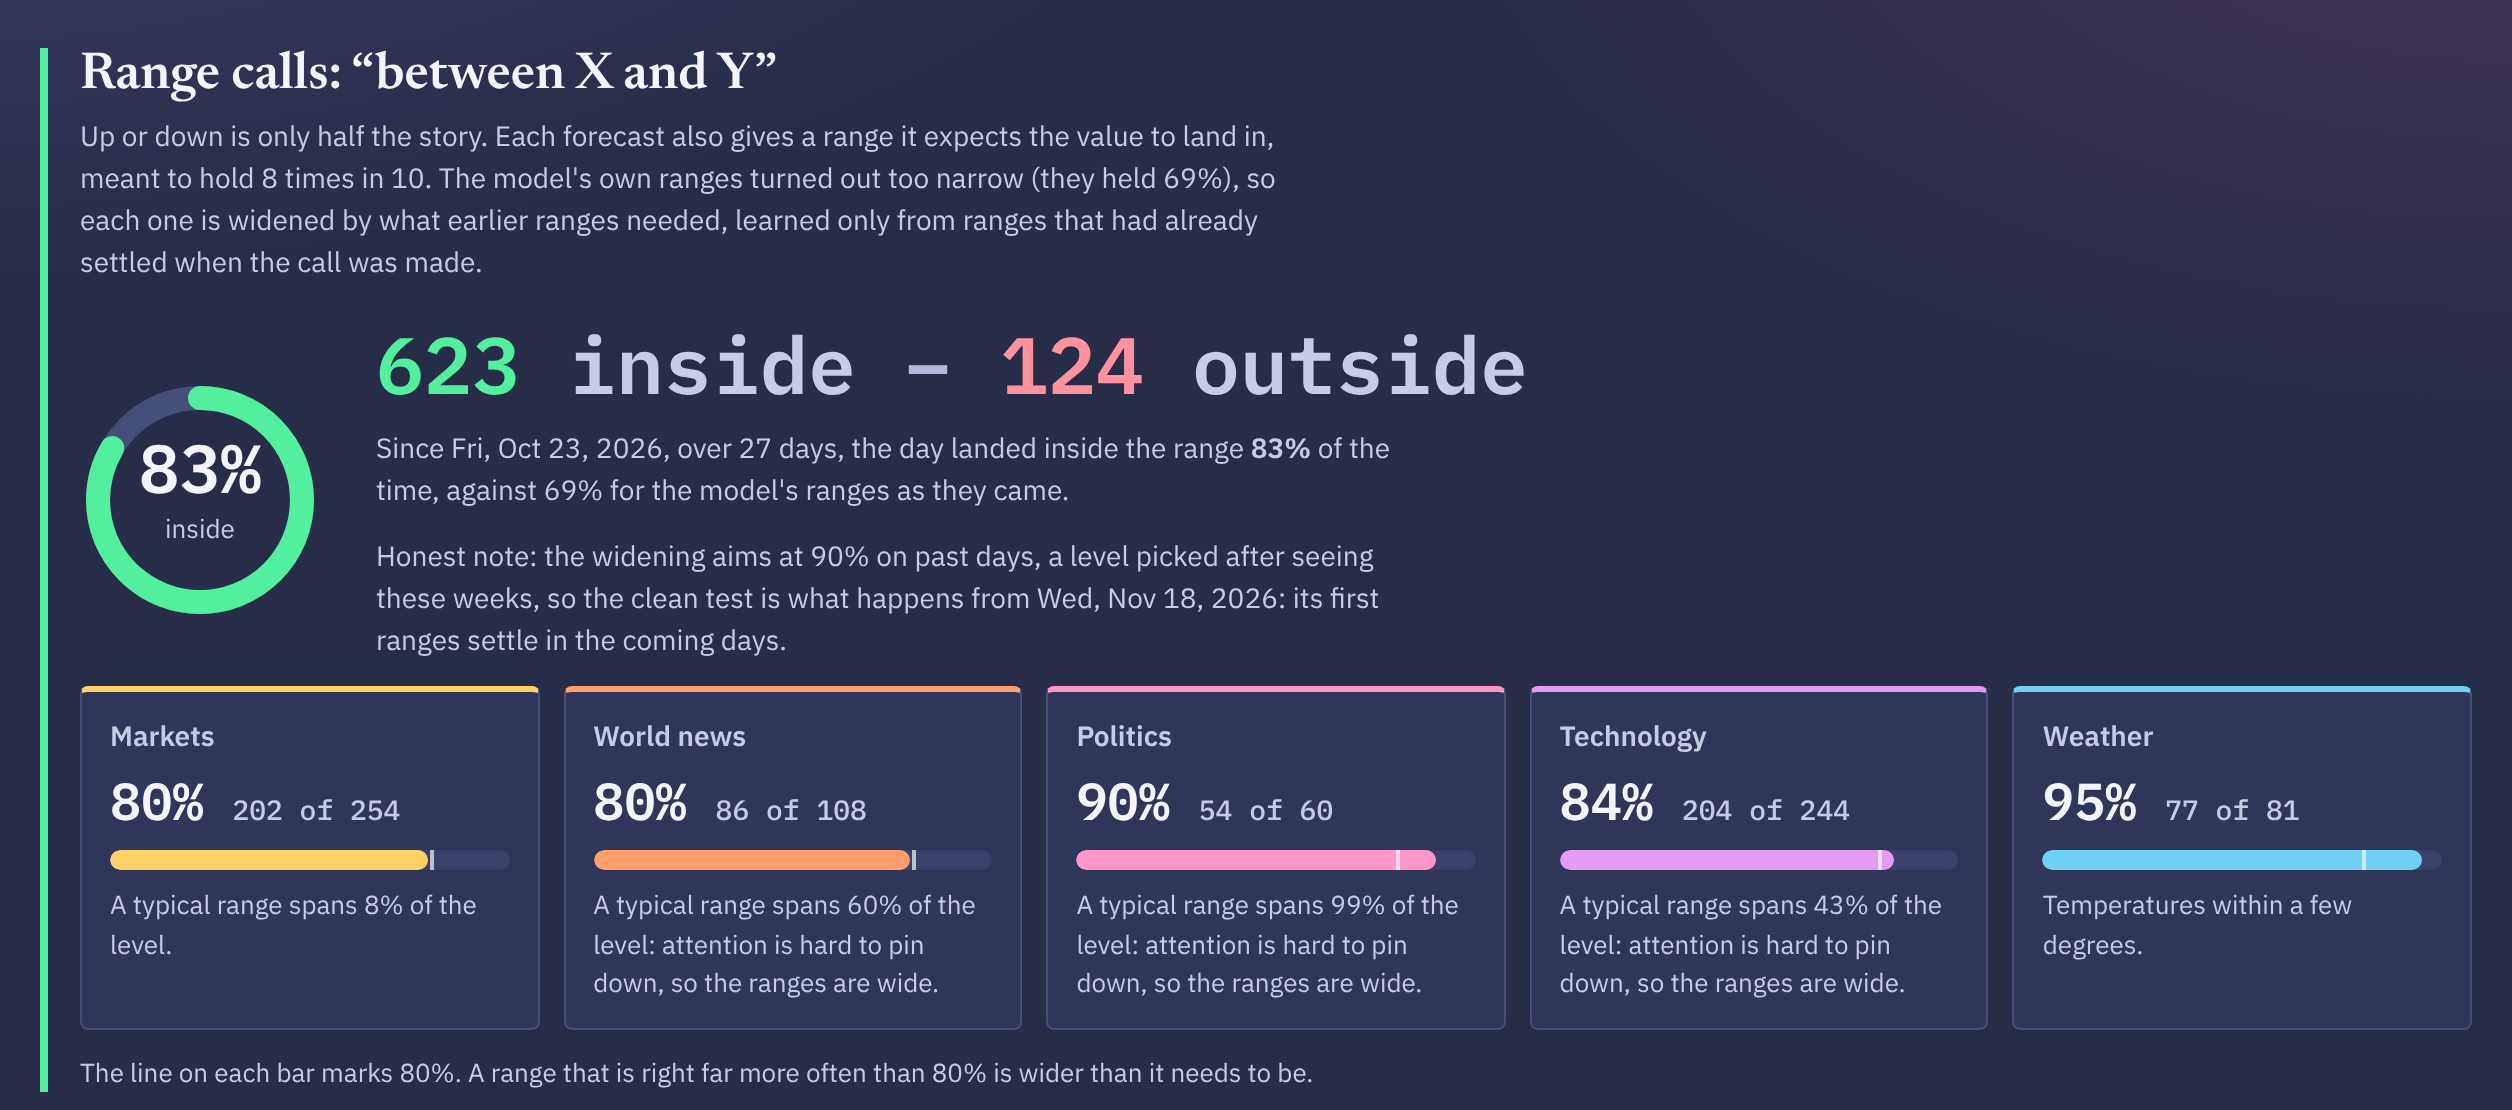 Range calls: “between X and Y”
Up or down is only half the story. Each forecast also gives a range it expects the value to land in,
meant to hold 8 times in 10. The model's own ranges turned out too narrow (they held 69%), so
each one is widened by what earlier ranges needed, learned only from ranges that had already
settled when the call was made.
623 inside – 124 outside
83%
inside
Since Fri, Oct 23, 2026, over 27 days, the day landed inside the range 83% of the
time, against 69% for the model's ranges as they came.
Honest note: the widening aims at 90% on past days, a level picked after seeing
these weeks, so the clean test is what happens from Wed, Nov 18, 2026: its first
ranges settle in the coming days.
Markets
80% 202 of 254
A typical range spans 8% of the
level.
World news
80% 86 of 108
A typical range spans 60% of the
level: attention is hard to pin
down, so the ranges are wide.
Politics
90% 54 of 60
A typical range spans 99% of the
level: attention is hard to pin
down, so the ranges are wide.
Technology
84% 204 of 244
A typical range spans 43% of the
level: attention is hard to pin
down, so the ranges are wide.
Weather
95% 77 of 81
Temperatures within a few
degrees.
The line on each bar marks 80%. A range that is right far more often than 80% is wider than it needs to be.